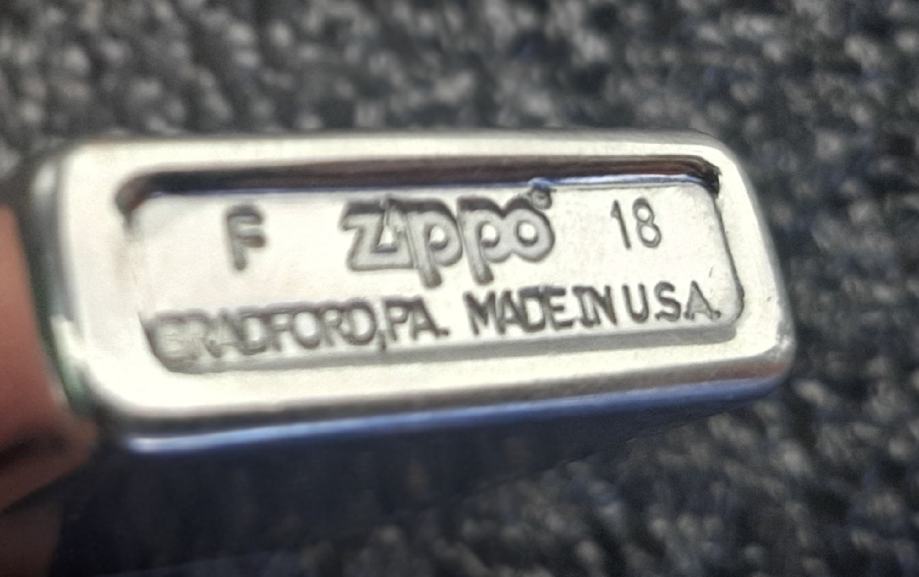 F Zippo® 18
BRADFORD,PA. MADE IN U.S.A.